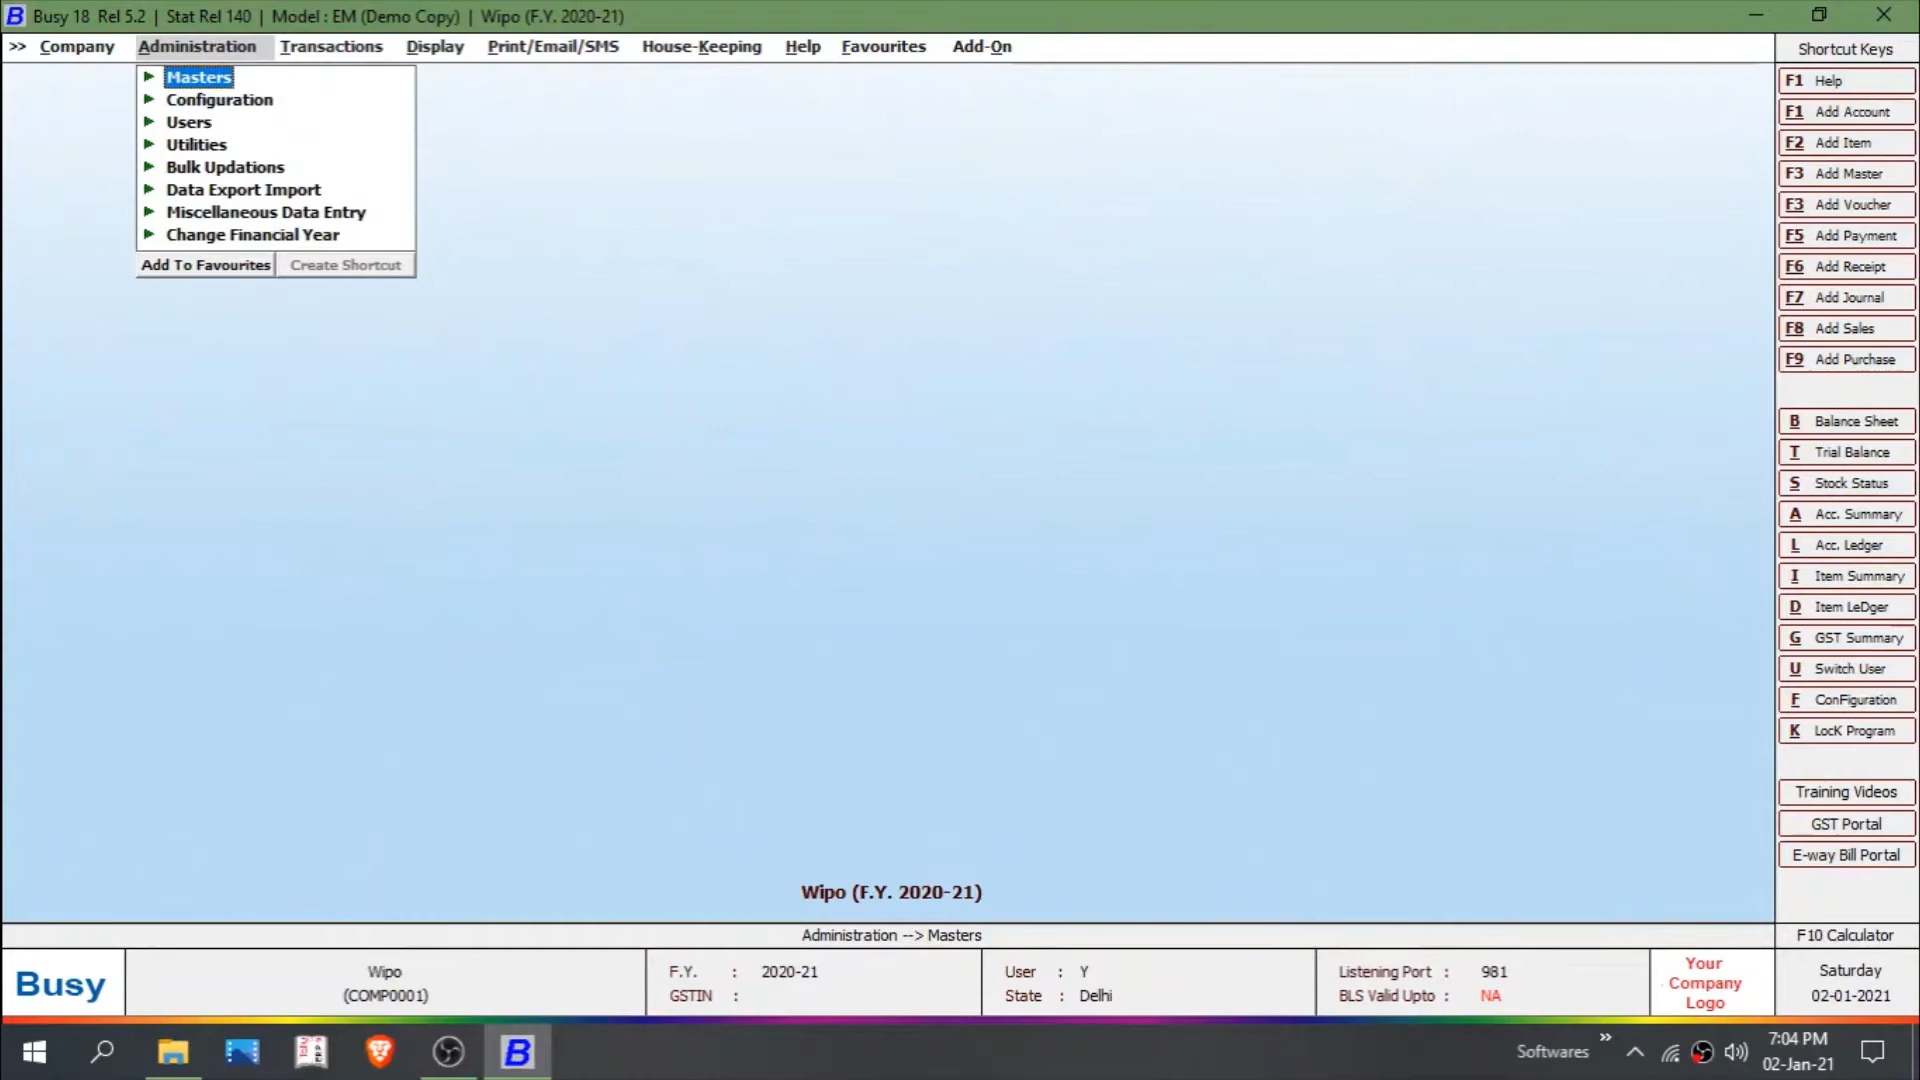 B Busy 18 Rel 5.2 | Stat Rel 140 | Model : EM (Demo Copy) | Wipo (F.Y. 2020-21)
>> Company Administration Transactions Display Print/Email/SMS House-Keeping Help Favourites Add-On
Masters
Configuration
Users
Utilities
Bulk Updations
Data Export Import
Miscellaneous Data Entry
Change Financial Year
Add To Favourites Create Shortcut
Shortcut Keys
F1 Help
F1 Add Account
F2 Add Item
F3 Add Master
F3 Add Voucher
F5 Add Payment
F6 Add Receipt
F7 Add Journal
F8 Add Sales
F9 Add Purchase
B Balance Sheet
T Trial Balance
S Stock Status
A Acc. Summary
L Acc. Ledger
I Item Summary
D Item LeDger
G GST Summary
U Switch User
F ConFiguration
K LocK Program
Training Videos
GST Portal
E-way Bill Portal
Wipo (F.Y. 2020-21)
Administration --> Masters
F10 Calculator
Busy
Wipo
(COMP0001)
F.Y. : 2020-21
GSTIN :
User : Y
State : Delhi
Listening Port : 981
BLS Valid Upto : NA
Your
Company
Logo
Saturday
02-01-2021
B
Softwares
7:04 PM
02-Jan-21